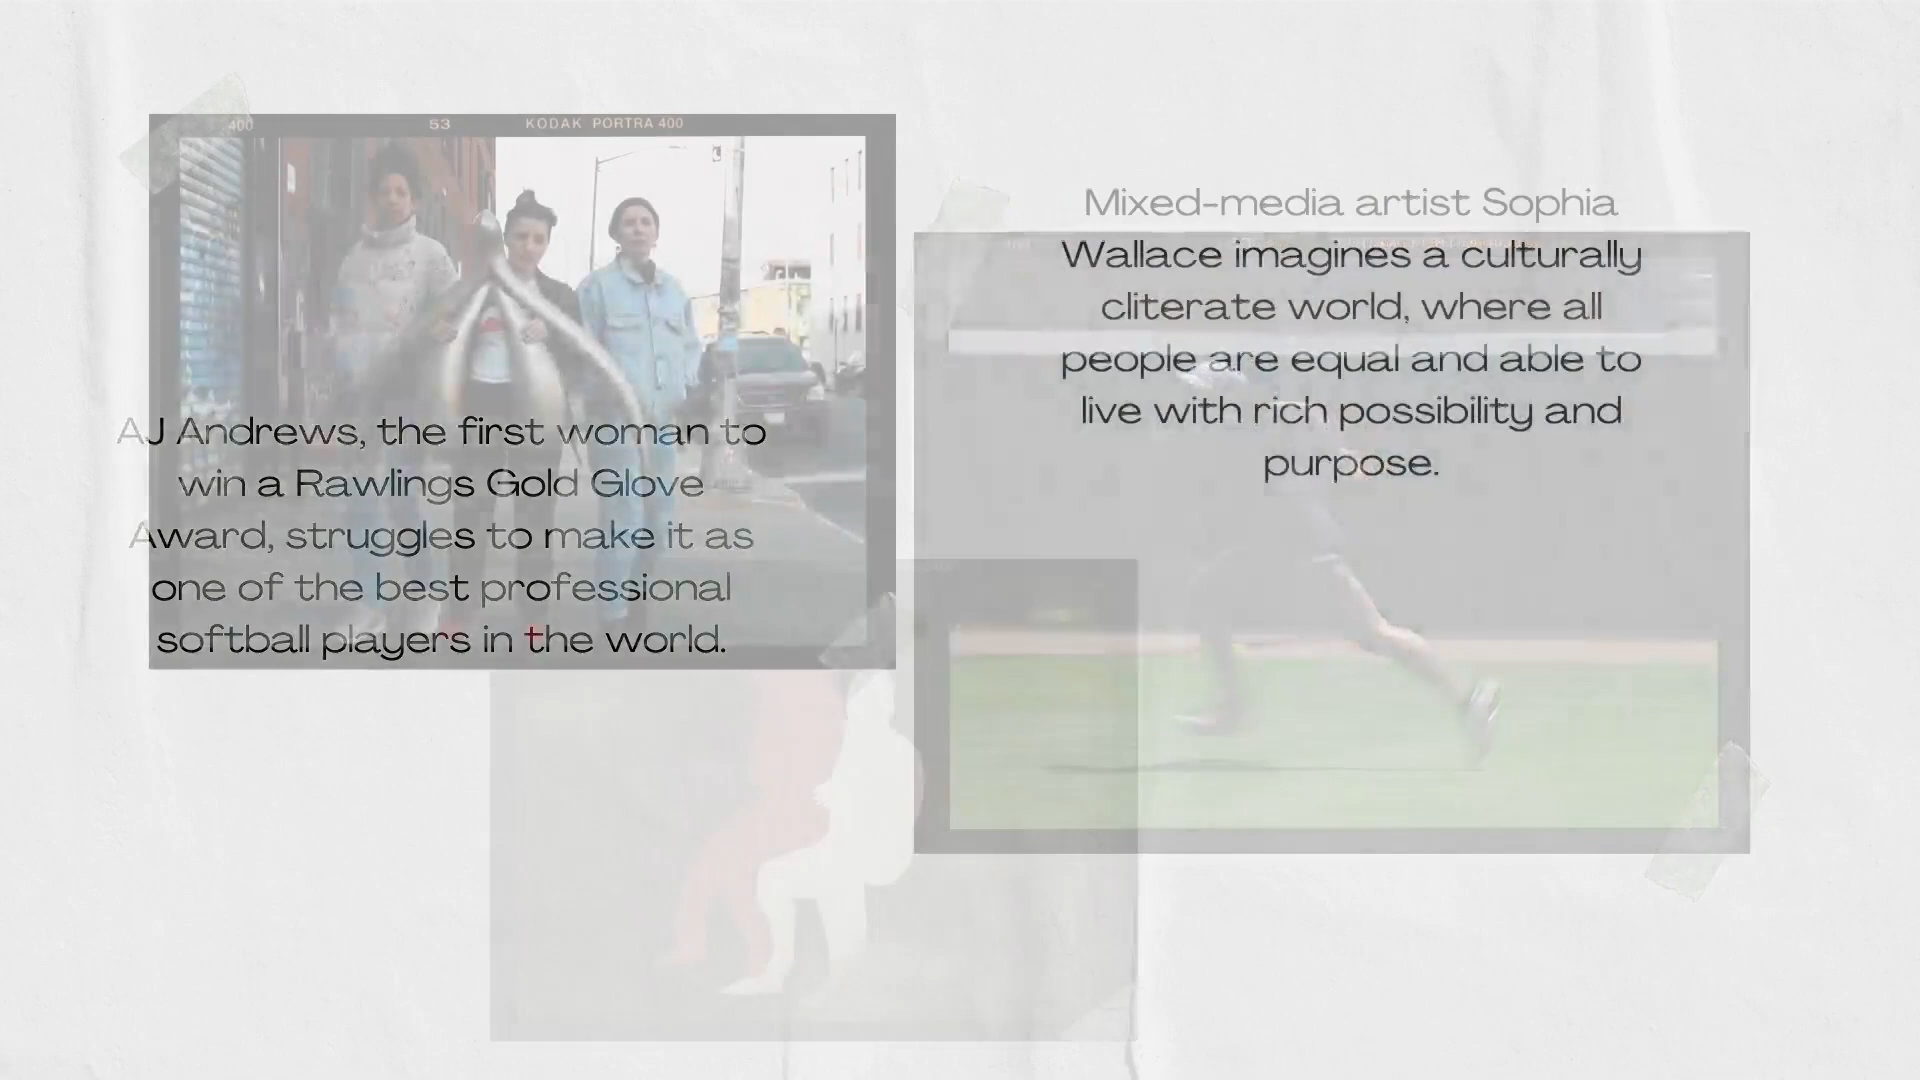 400 53 KODAK PORTRA 400
AJ Andrews, the first woman to
win a Rawlings Gold Glove
Award, struggles to make it as
one of the best professional
softball players in the world.
Mixed-media artist Sophia
Wallace imagines a culturally
cliterate world, where all
people are equal and able to
live with rich possibility and
purpose.